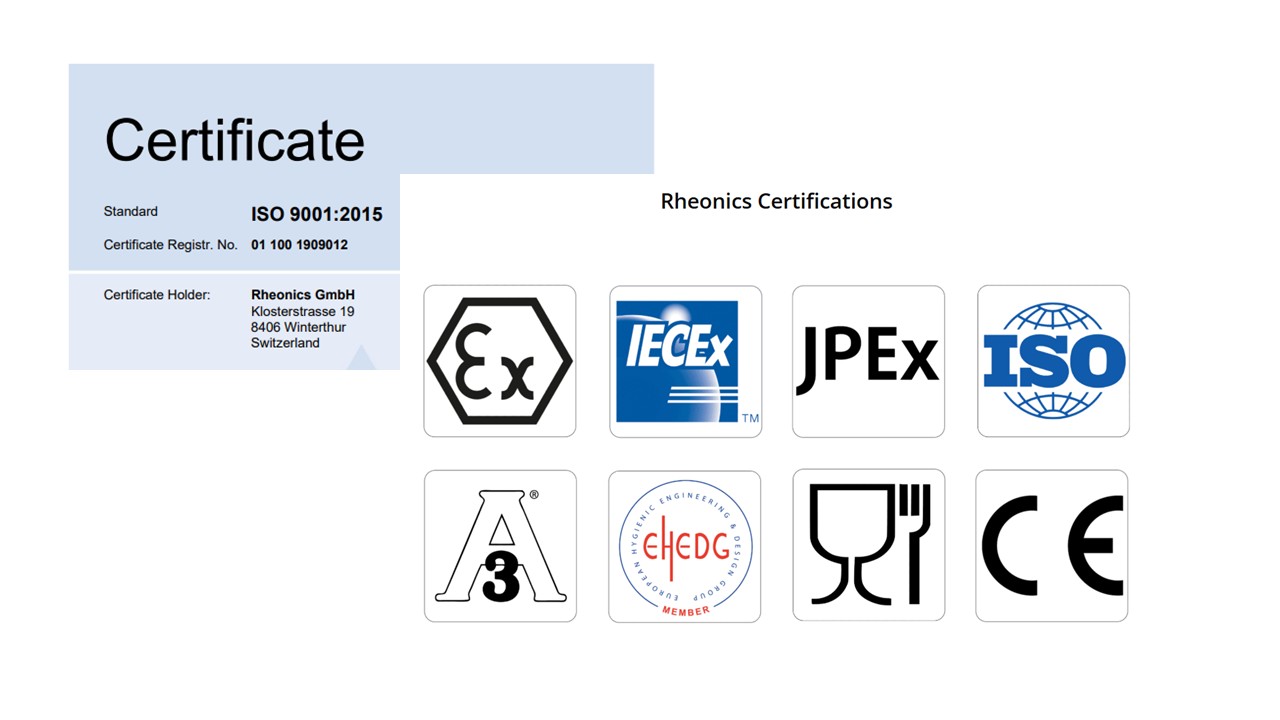 Certificate
Standard ISO 9001:2015
Certificate Registr. No. 01 100 1909012
Certificate Holder: Rheonics GmbH
Klosterstrasse 19
8406 Winterthur
Switzerland
Rheonics Certifications
Ex
IECEx
TM
JPEx
ISO
A
3
®
EUROPEAN HYGIENIC ENGINEERING & DESIGN GROUP
EHEDG
MEMBER
CE